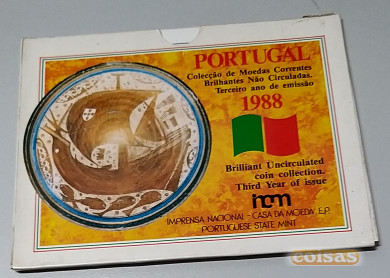 PORTUGAL
Colecção de Moedas Correntes
Brilhantes Não Circuladas.
Terceiro ano de emissão
1988
Brilliant Uncirculated
coin collection.
Third Year of issue
incm
IMPRENSA NACIONAL - CASA DA MOEDA, E.P.
PORTUGUESE STATE MINT
coisas